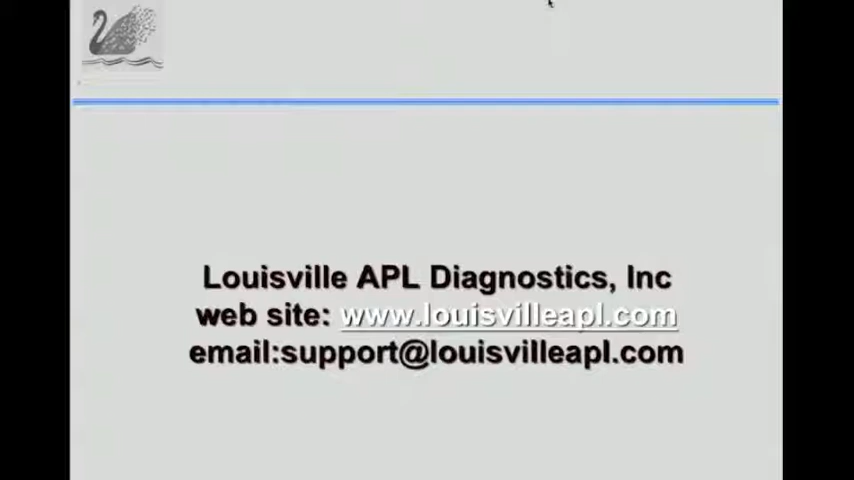 Louisville APL Diagnostics, Inc
web site: www.louisvilleapl.com
email:support@louisvilleapl.com